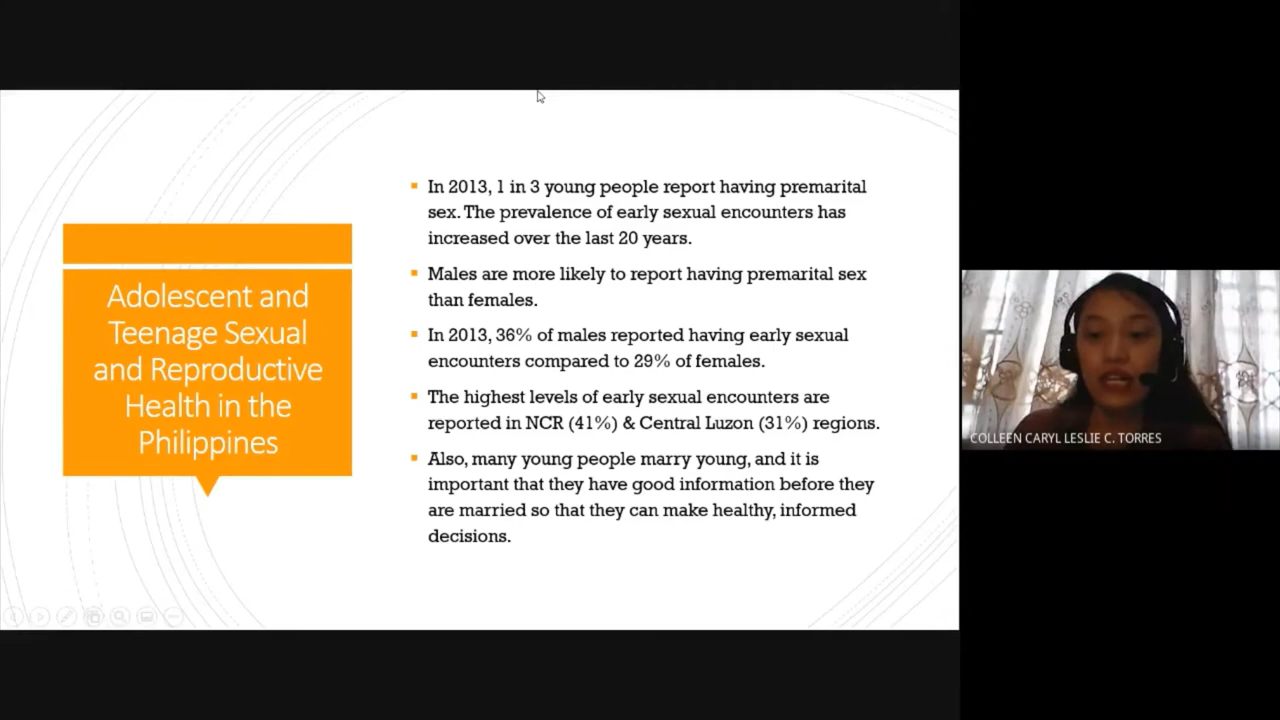 Adolescent and
Teenage Sexual
and Reproductive
Health in the
Philippines
In 2013, 1 in 3 young people report having premarital
sex. The prevalence of early sexual encounters has
increased over the last 20 years.
Males are more likely to report having premarital sex
than females.
In 2013, 36% of males reported having early sexual
encounters compared to 29% of females.
The highest levels of early sexual encounters are
reported in NCR (41%) & Central Luzon (31%) regions.
Also, many young people marry young, and it is
important that they have good information before they
are married so that they can make healthy, informed
decisions.
COLLEEN CARYL LESLIE C. TORRES